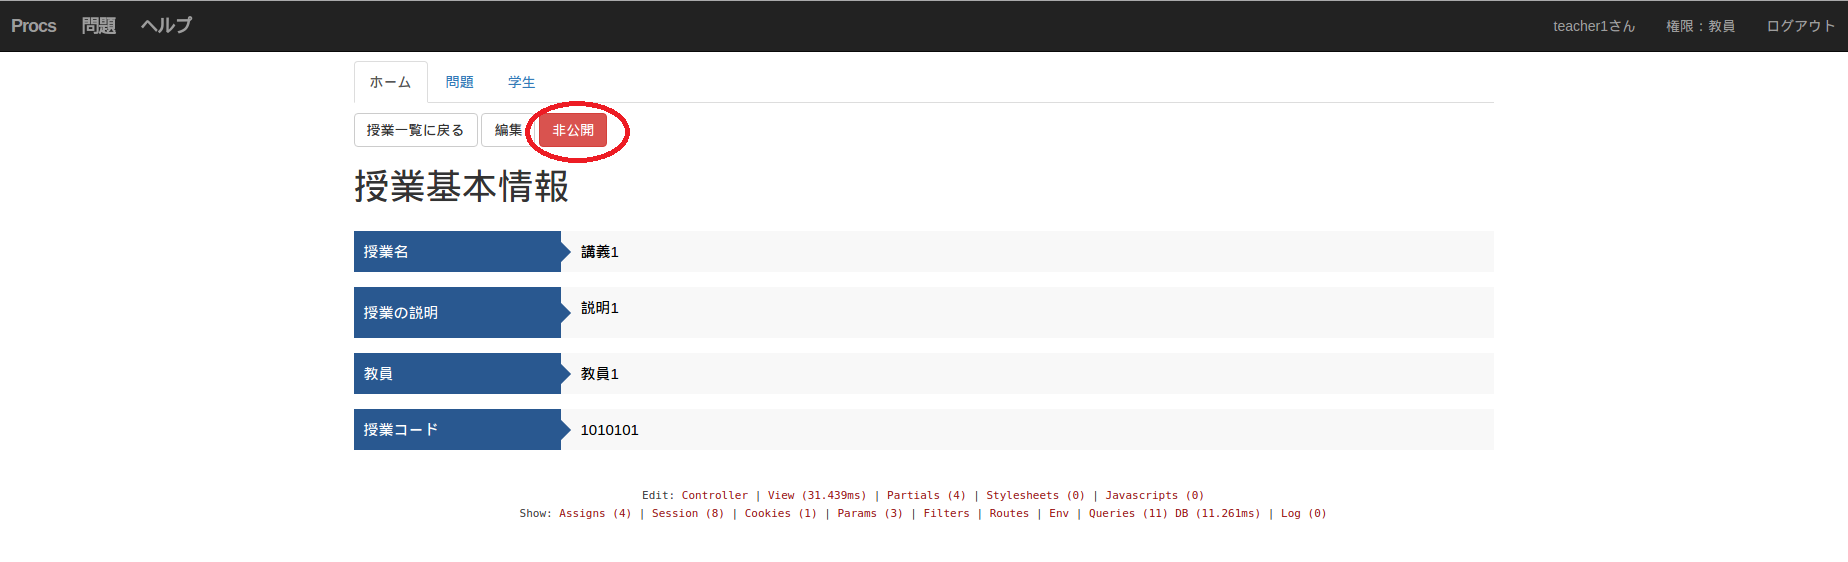 Procs 問題 ヘルプ teacher1さん 権限：教員 ログアウト
ホーム 問題 学生
授業一覧に戻る 編集 非公開
授業基本情報
授業名 講義1
授業の説明 説明1
教員 教員1
授業コード 1010101
Edit: Controller | View (31.439ms) | Partials (4) | Stylesheets (0) | Javascripts (0)
Show: Assigns (4) | Session (8) | Cookies (1) | Params (3) | Filters | Routes | Env | Queries (11) DB (11.261ms) | Log (0)